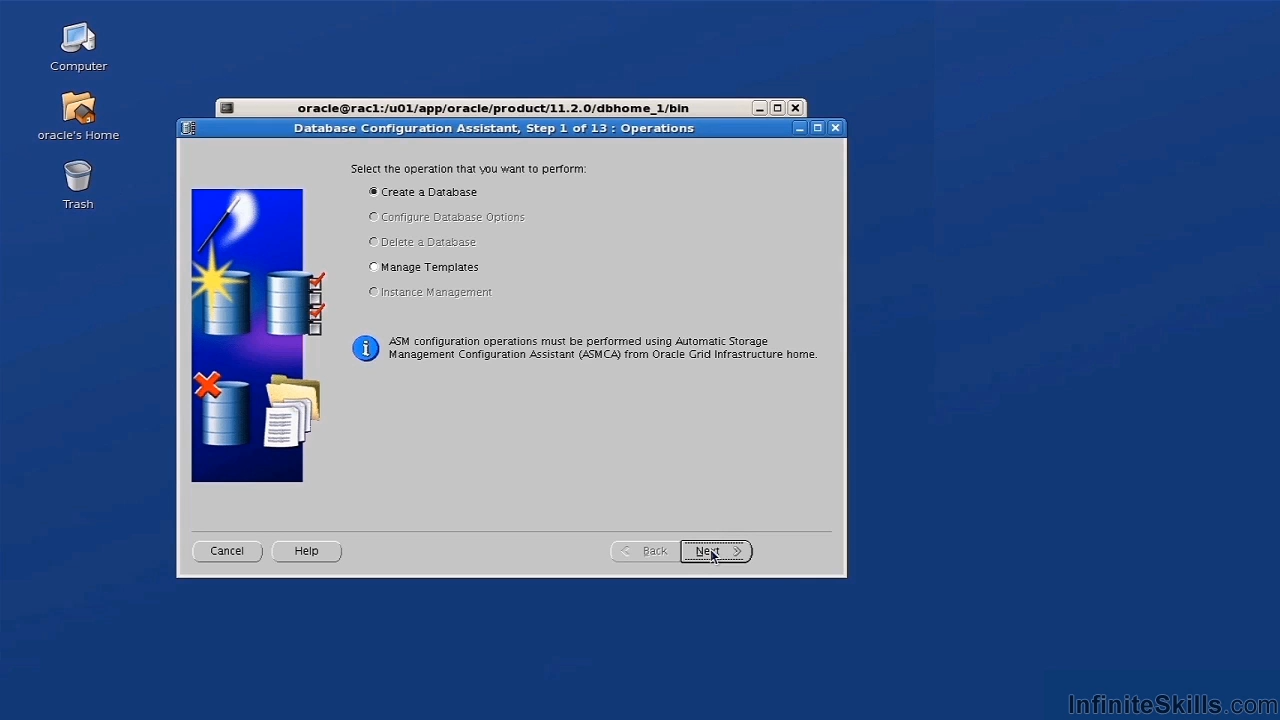 Computer
oracle's Home
Trash
oracle@rac1:/u01/app/oracle/product/11.2.0/dbhome_1/bin
Database Configuration Assistant, Step 1 of 13 : Operations
Select the operation that you want to perform:
Create a Database
Configure Database Options
Delete a Database
Manage Templates
Instance Management
ASM configuration operations must be performed using Automatic Storage
Management Configuration Assistant (ASMCA) from Oracle Grid Infrastructure home.
Cancel
Help
Back
Next
InfiniteSkills.com